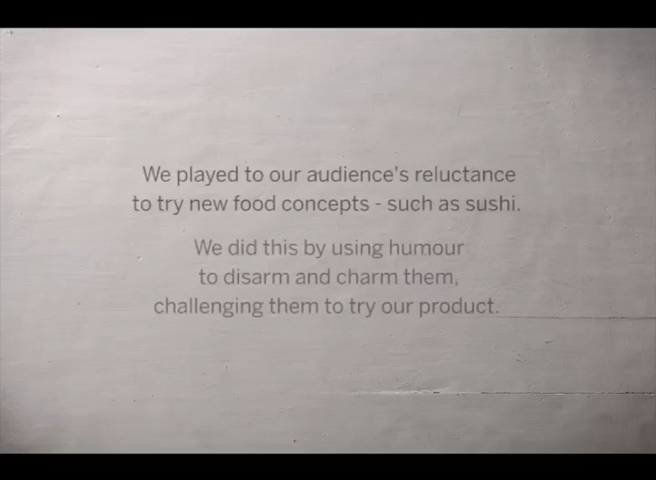 We played to our audience's reluctance
to try new food concepts - such as sushi.
We did this by using humour
to disarm and charm them,
challenging them to try our product.